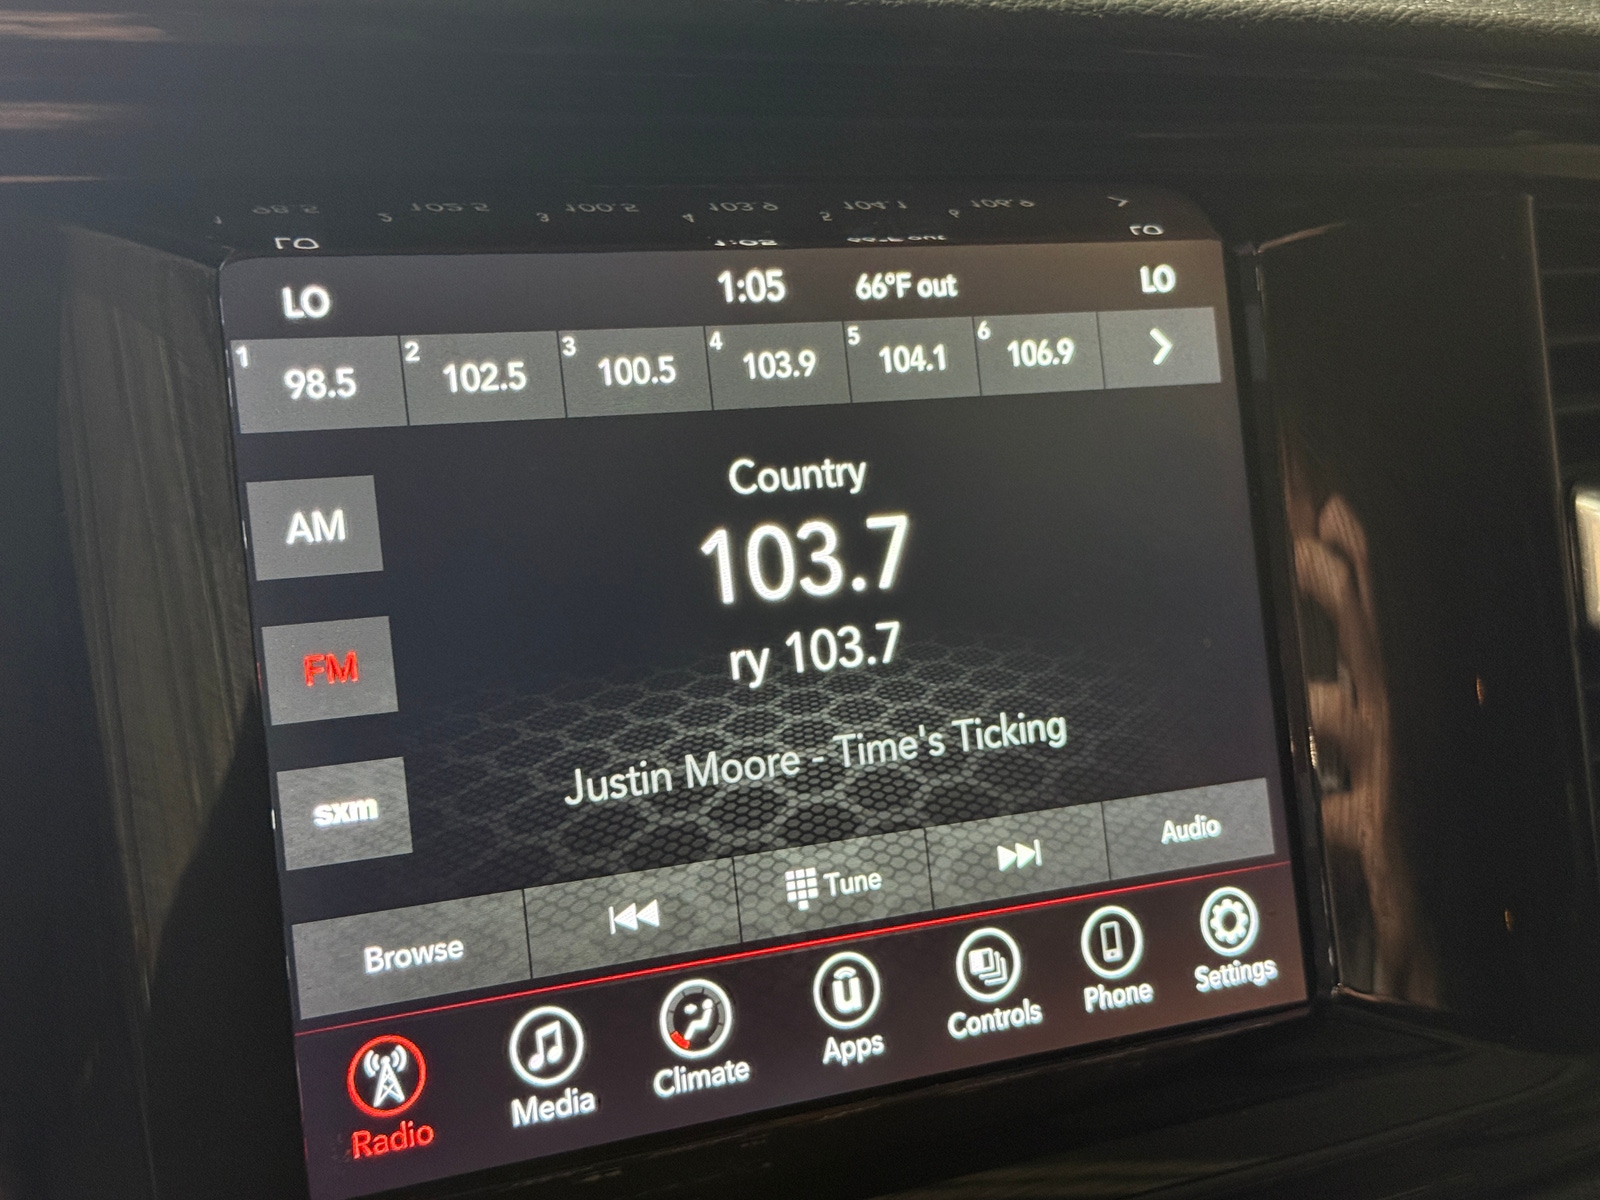 LO 1:05 66°F out LO
1 98.5 2 102.5 3 100.5 4 103.9 5 104.1 6 106.9
Country
103.7
ry 103.7
Justin Moore - Time's Ticking
AM
FM
sxm
Browse Tune Audio
Radio Media Climate Apps Controls Phone Settings